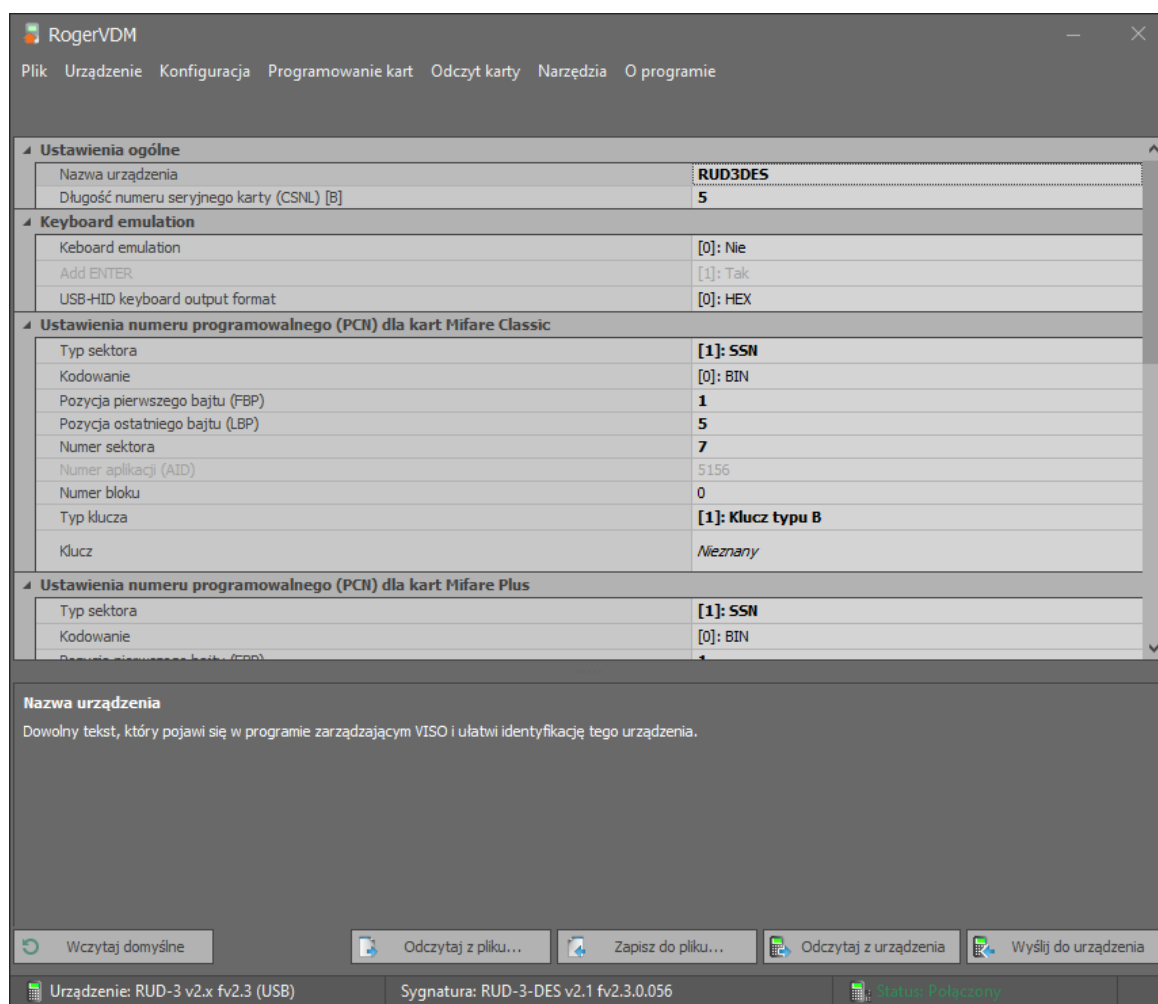 RogerVDM
Plik Urządzenie Konfiguracja Programowanie kart Odczyt karty Narzędzia O programie
Ustawienia ogólne
Nazwa urządzenia RUD3DES
Długość numeru seryjnego karty (CSNL) [B] 5
Keyboard emulation
Keboard emulation [0]: Nie
Add ENTER [1]: Tak
USB-HID keyboard output format [0]: HEX
Ustawienia numeru programowalnego (PCN) dla kart Mifare Classic
Typ sektora [1]: SSN
Kodowanie [0]: BIN
Pozycja pierwszego bajtu (FBP) 1
Pozycja ostatniego bajtu (LBP) 5
Numer sektora 7
Numer aplikacji (AID) 5156
Numer bloku 0
Typ klucza [1]: Klucz typu B
Klucz Nieznany
Ustawienia numeru programowalnego (PCN) dla kart Mifare Plus
Typ sektora [1]: SSN
Kodowanie [0]: BIN
Pozycja pierwszego bajtu (FBP) 1
Nazwa urządzenia
Dowolny tekst, który pojawi się w programie zarządzającym VISO i ułatwi identyfikację tego urządzenia.
Wczytaj domyślne Odczytaj z pliku... Zapisz do pliku... Odczytaj z urządzenia Wyślij do urządzenia
Urządzenie: RUD-3 v2.x fv2.3 (USB) Sygnatura: RUD-3-DES v2.1 fv2.3.0.056 Status: Połączony